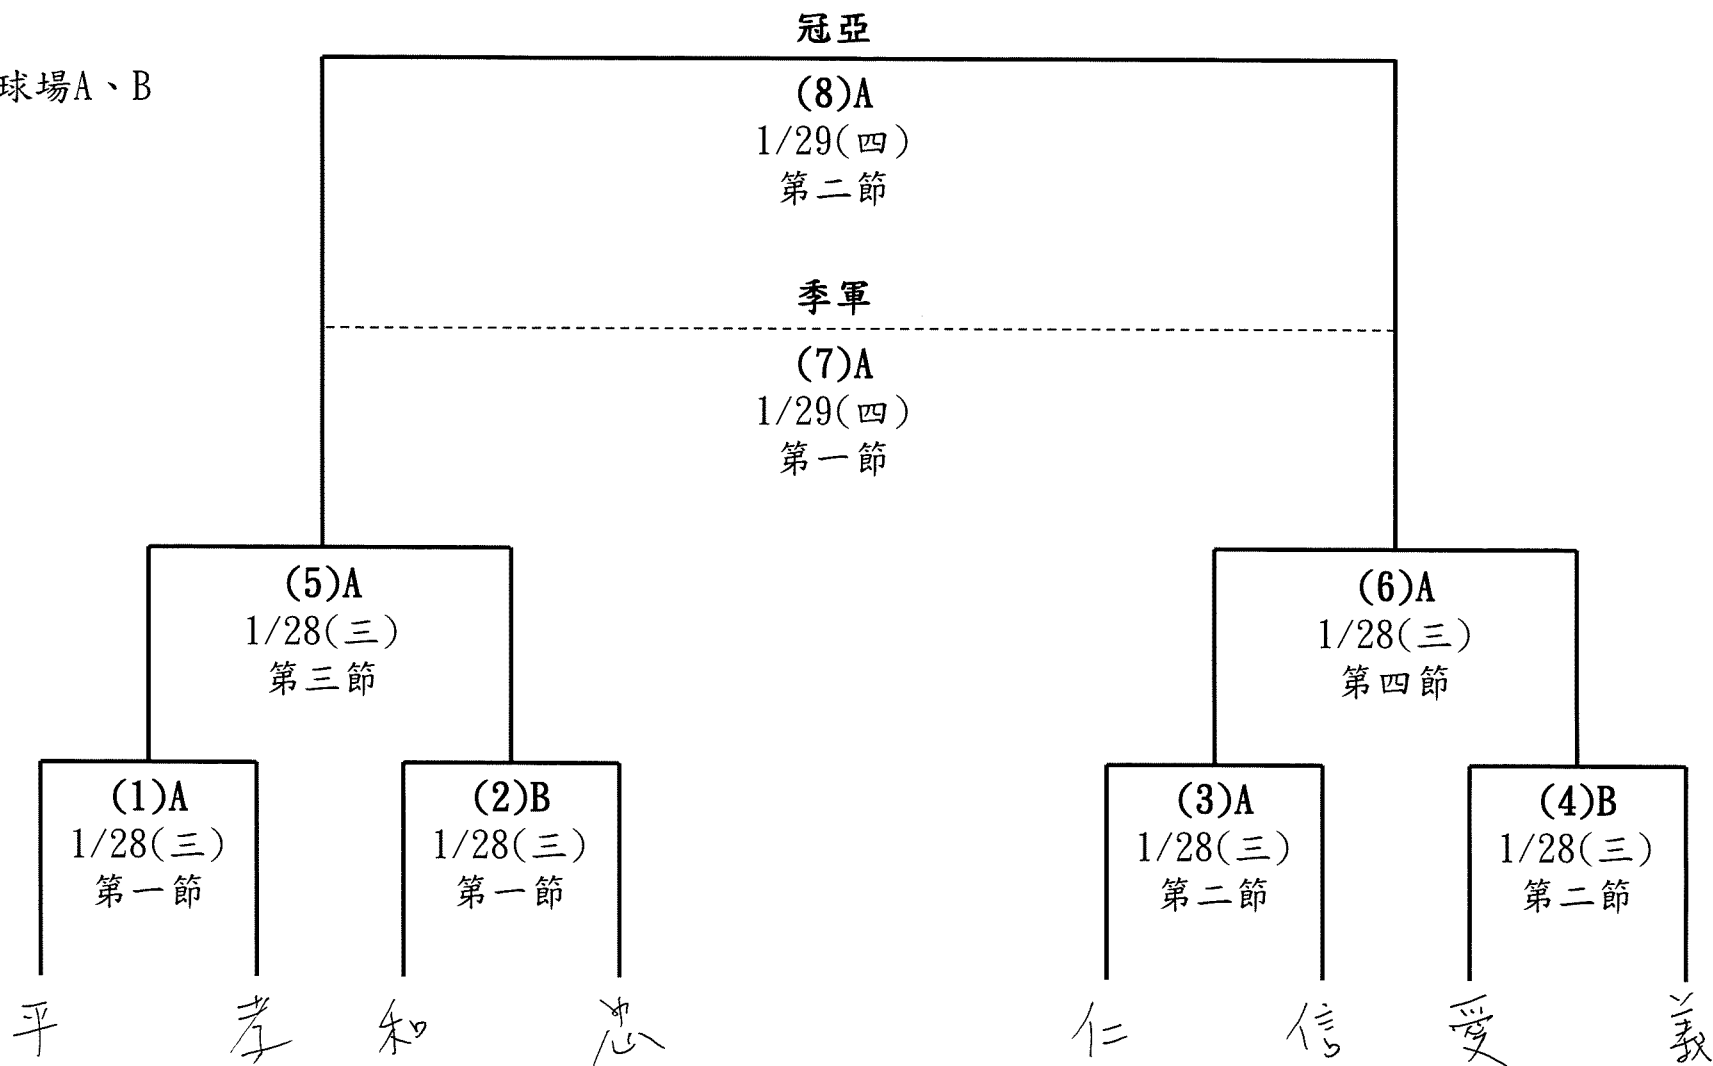 冠亞
球場A、B
(8)A
1/29(四)
第二節
季軍
(7)A
1/29(四)
第一節
(5)A
1/28(三)
第三節
(6)A
1/28(三)
第四節
(1)A
1/28(三)
第一節
(2)B
1/28(三)
第一節
(3)A
1/28(三)
第二節
(4)B
1/28(三)
第二節
平 孝 和 忠 仁 信 愛 義